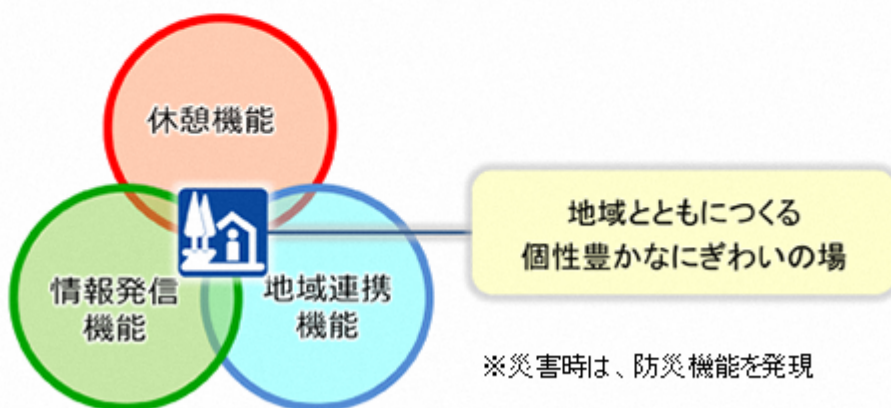 休憩機能
情報発信
機能
地域連携
機能
地域とともにつくる
個性豊かなにぎわいの場
※災害時は、防災機能を発現